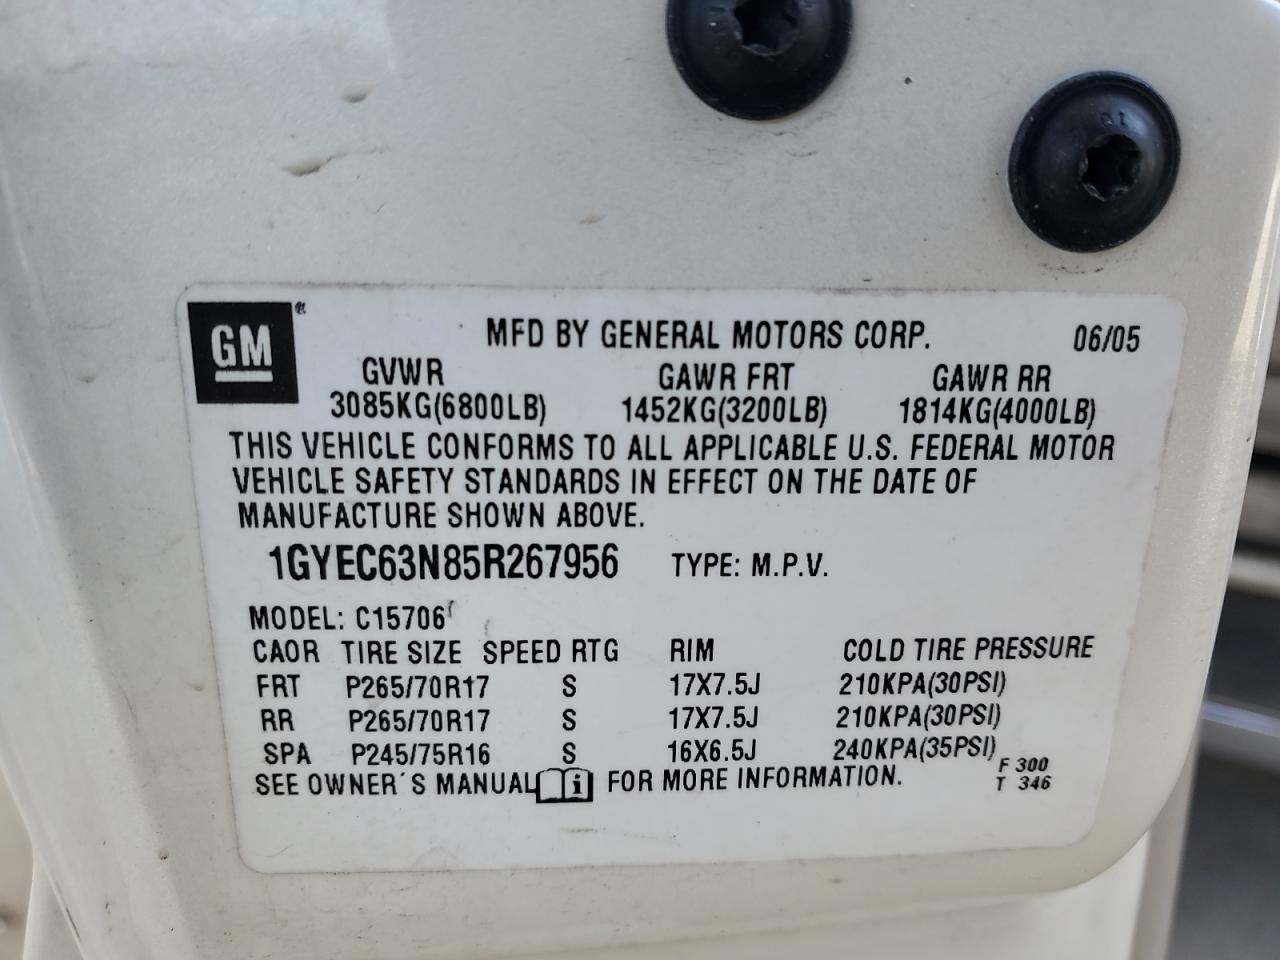 GM ®
MFD BY GENERAL MOTORS CORP. 06/05
GVWR GAWR FRT GAWR RR
3085KG(6800LB) 1452KG(3200LB) 1814KG(4000LB)
THIS VEHICLE CONFORMS TO ALL APPLICABLE U.S. FEDERAL MOTOR
VEHICLE SAFETY STANDARDS IN EFFECT ON THE DATE OF
MANUFACTURE SHOWN ABOVE.
1GYEC63N85R267956 TYPE: M.P.V.
MODEL: C15706
CAOR TIRE SIZE SPEED RTG RIM COLD TIRE PRESSURE
FRT P265/70R17 S 17X7.5J 210KPA(30PSI)
RR P265/70R17 S 17X7.5J 210KPA(30PSI)
SPA P245/75R16 S 16X6.5J 240KPA(35PSI)
SEE OWNER´S MANUAL i FOR MORE INFORMATION.
F 300
T 346